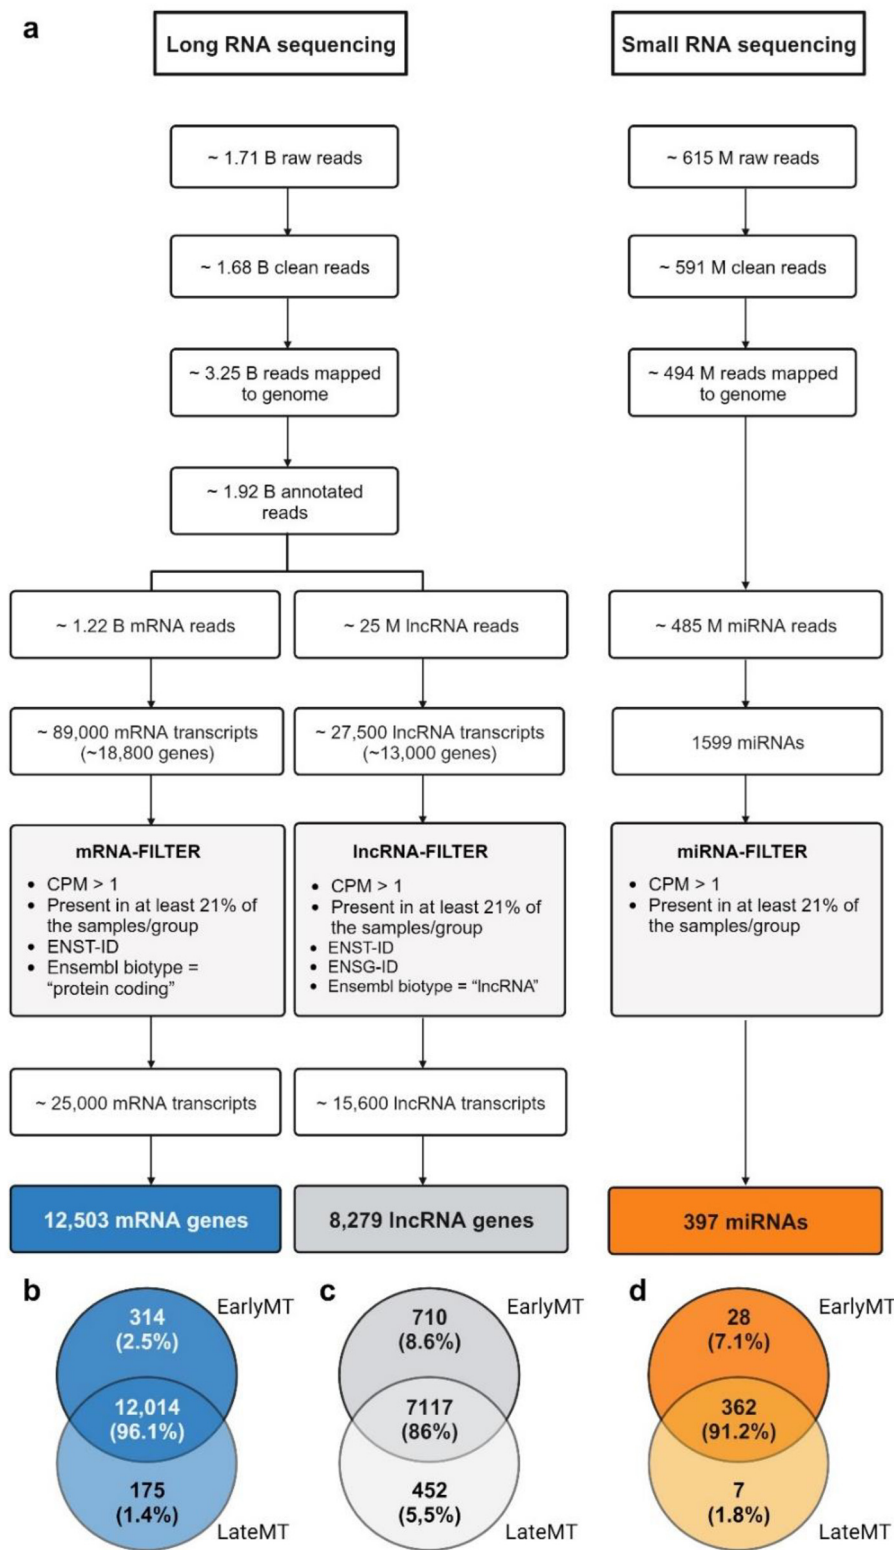 a
Long RNA sequencing
Small RNA sequencing
~ 1.71 B raw reads
~ 615 M raw reads
~ 1.68 B clean reads
~ 591 M clean reads
~ 3.25 B reads mapped
to genome
~ 494 M reads mapped
to genome
~ 1.92 B annotated
reads
~ 1.22 B mRNA reads
~ 25 M lncRNA reads
~ 485 M miRNA reads
~ 89,000 mRNA transcripts
(~18,800 genes)
~ 27,500 lncRNA transcripts
(~13,000 genes)
1599 miRNAs
mRNA-FILTER
• CPM > 1
• Present in at least 21% of
the samples/group
• ENST-ID
• Ensembl biotype =
“protein coding”
lncRNA-FILTER
• CPM > 1
• Present in at least 21% of
the samples/group
• ENST-ID
• ENSG-ID
• Ensembl biotype = “lncRNA”
miRNA-FILTER
• CPM > 1
• Present in at least 21% of
the samples/group
~ 25,000 mRNA transcripts
~ 15,600 lncRNA transcripts
12,503 mRNA genes
8,279 lncRNA genes
397 miRNAs
b
EarlyMT
314
(2.5%)
12,014
(96.1%)
175
(1.4%)
LateMT
c
EarlyMT
710
(8.6%)
7117
(86%)
452
(5,5%)
LateMT
d
EarlyMT
28
(7.1%)
362
(91.2%)
7
(1.8%)
LateMT